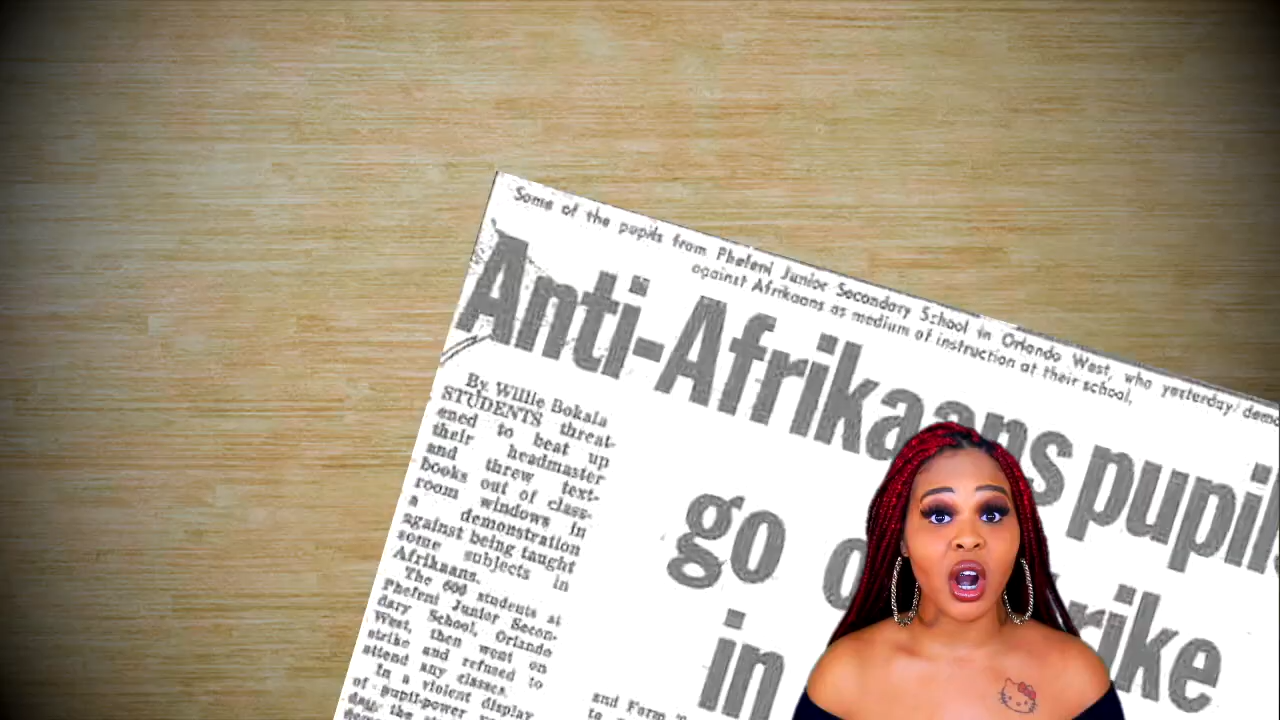 Some of the pupils from Phefeni Junior Secondary School in Orlando West, who yesterday
against Afrikaans as medium of instruction at their school,
Anti-Afrikaans pupil
go o rike
in
By. Willie Bokala
STUDENTS threat-
ened to beat up
their headmaster
and threw text-
books out of class-
room windows in
a demonstration
against being taught
some subjects in
Afrikaans.
The 600 students at
Phefeni Junior Secon-
dary School, Orlando
West, then went on
strike and refused to
attend any classes.
In a violent display
of pupil-power
and Form